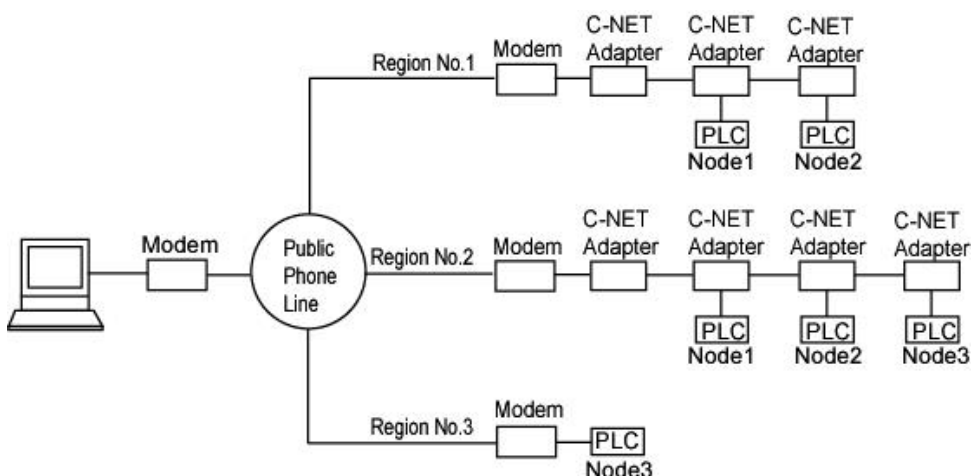 C-NET
Adapter
C-NET
Adapter
C-NET
Adapter
Modem
Region No.1
PLC
Node1
PLC
Node2
C-NET
Adapter
C-NET
Adapter
C-NET
Adapter
C-NET
Adapter
Modem
Public
Phone
Line
Region No.2
Modem
PLC
Node1
PLC
Node2
PLC
Node3
Region No.3
Modem
PLC
Node3